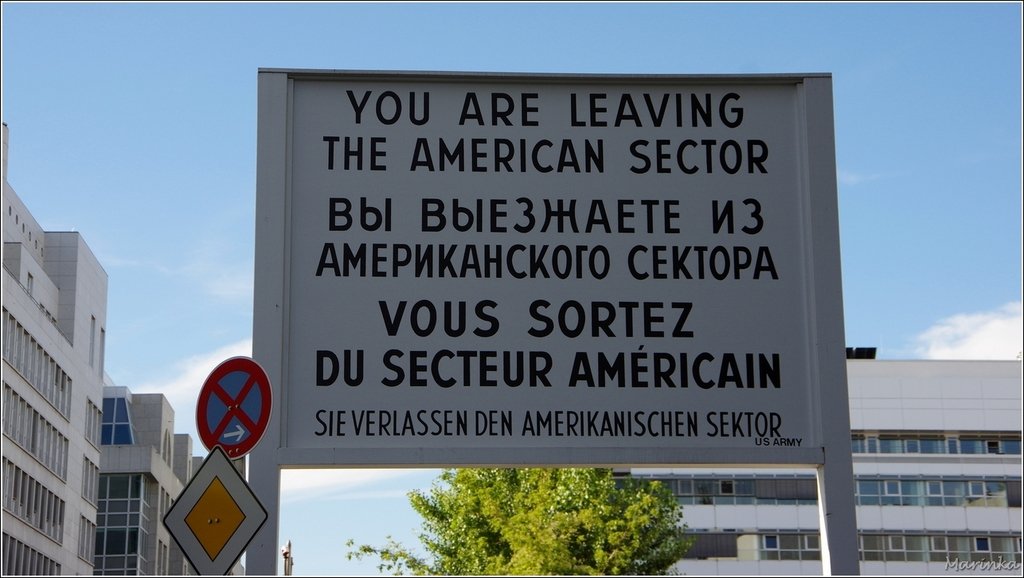 YOU ARE LEAVING
THE AMERICAN SECTOR
ВЫ ВЫЕЗЖАЕТЕ ИЗ
АМЕРИКАНСКОГО СЕКТОРА
VOUS SORTEZ
DU SECTEUR AMÉRICAIN
SIE VERLASSEN DEN AMERIKANISCHEN SEKTOR
US ARMY
Marinka